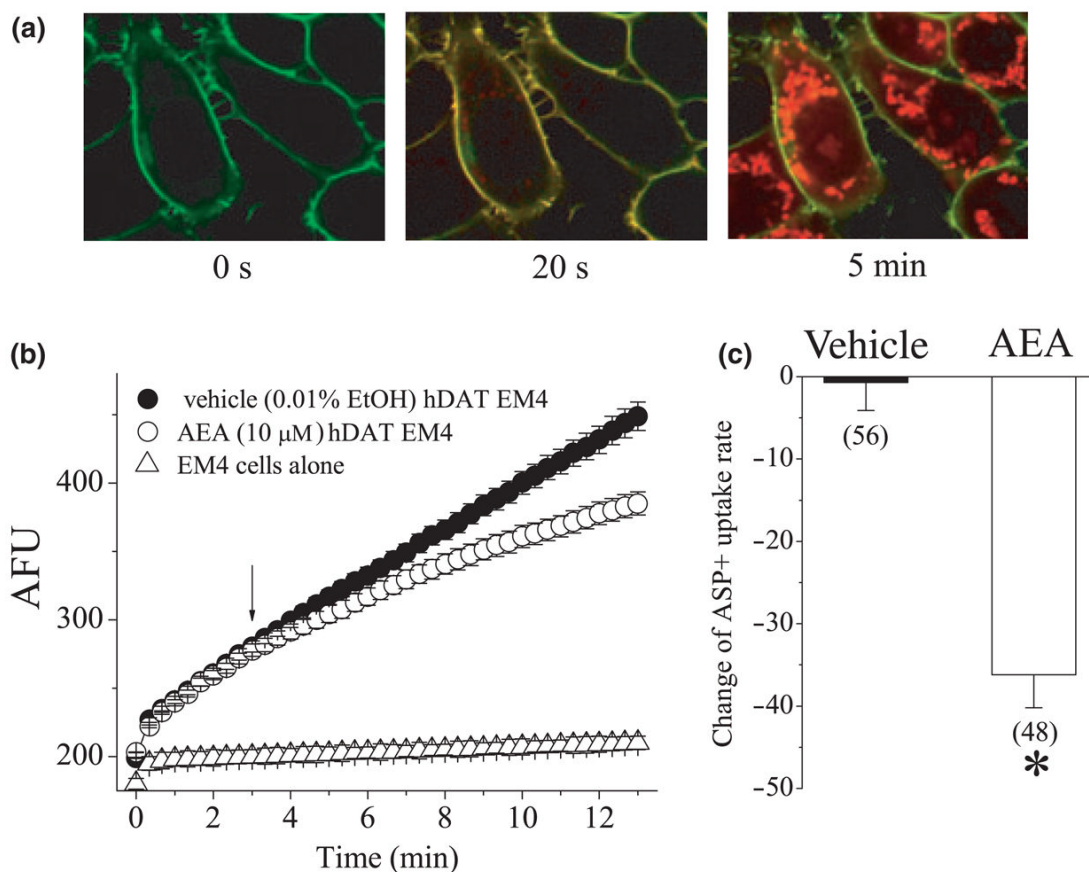 (a)
0 s
20 s
5 min
(b)
vehicle (0.01% EtOH) hDAT EM4
AEA (10 μM) hDAT EM4
EM4 cells alone
400
300
200
AFU
0 2 4 6 8 10 12
Time (min)
(c)
Vehicle AEA
0
-10
-20
-30
-40
-50
Change of ASP+ uptake rate
(56)
(48)
*